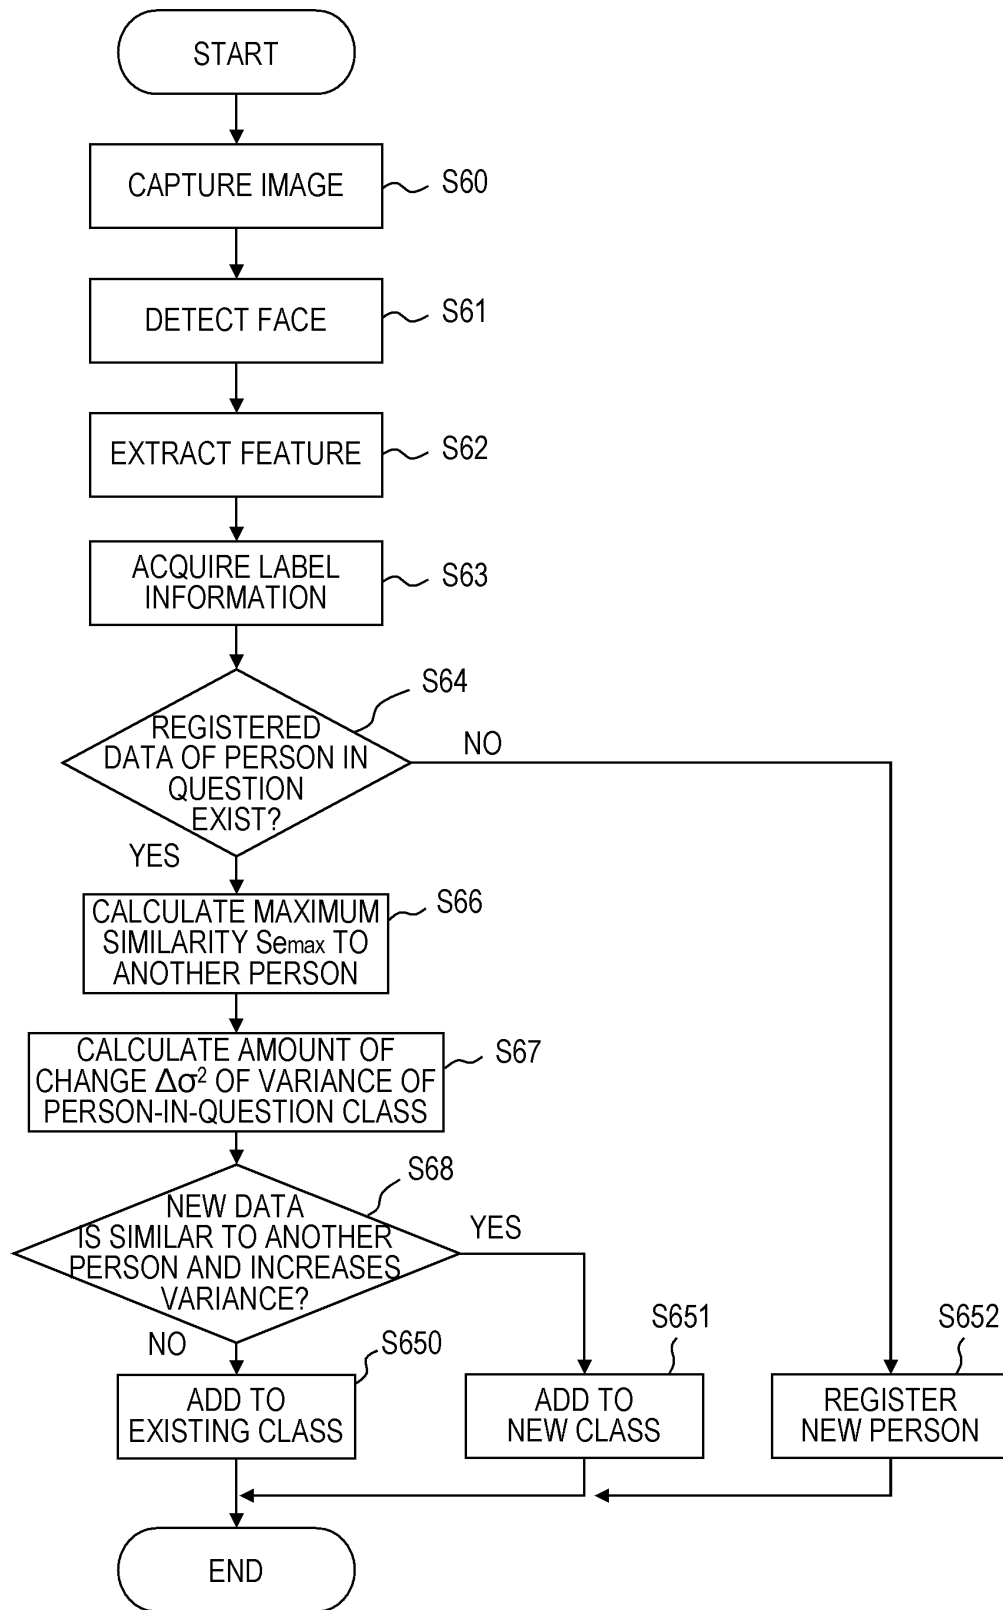 START
CAPTURE IMAGE
S60
DETECT FACE
S61
EXTRACT FEATURE
S62
ACQUIRE LABEL
INFORMATION
S63
S64
REGISTERED
DATA OF PERSON IN
QUESTION
EXIST?
NO
YES
CALCULATE MAXIMUM
SIMILARITY Semax TO
ANOTHER PERSON
S66
CALCULATE AMOUNT OF
CHANGE Δσ² OF VARIANCE OF
PERSON-IN-QUESTION CLASS
S67
S68
NEW DATA
IS SIMILAR TO ANOTHER
PERSON AND INCREASES
VARIANCE?
YES
NO
S650
ADD TO
EXISTING CLASS
S651
ADD TO
NEW CLASS
S652
REGISTER
NEW PERSON
END